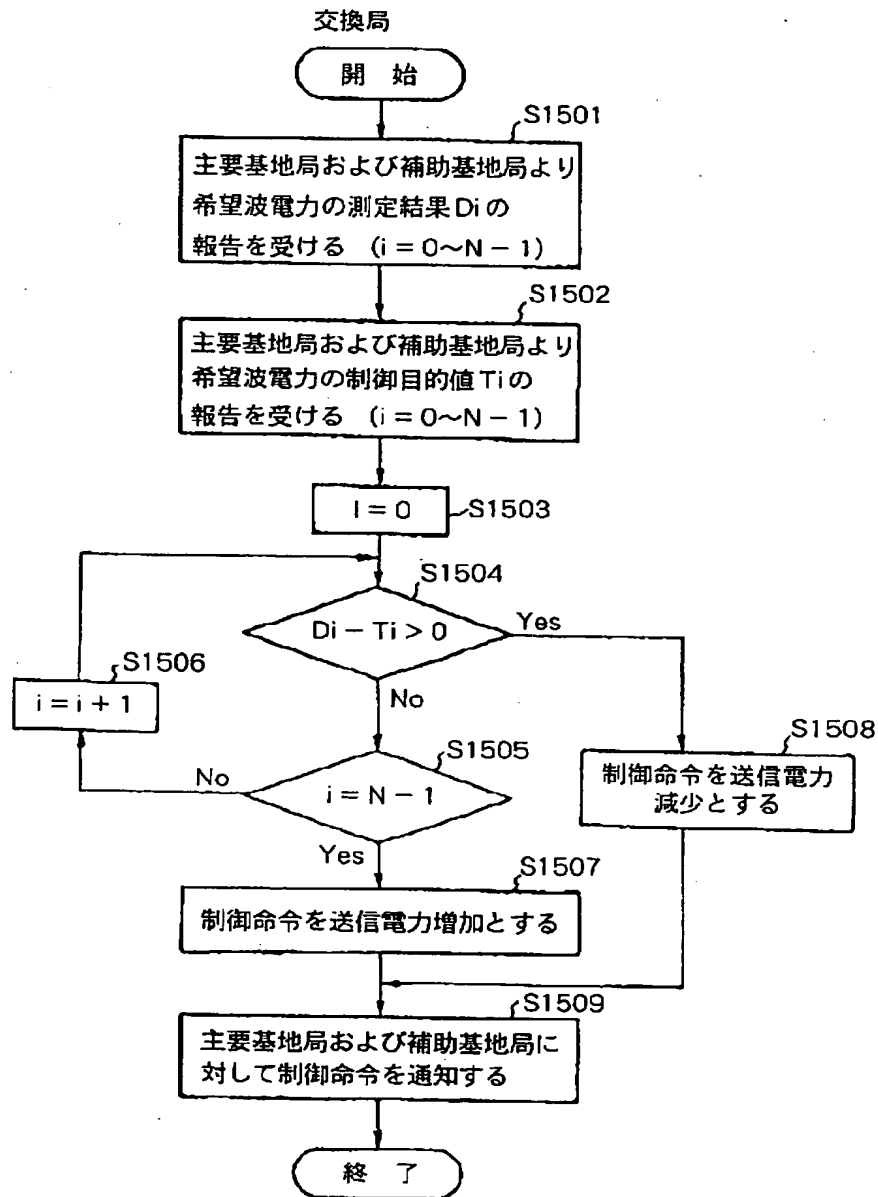 交換局
開 始
S1501
主要基地局および補助基地局より
希望波電力の測定結果Diの
報告を受ける (i=0〜N-1)
S1502
主要基地局および補助基地局より
希望波電力の制御目的値Tiの
報告を受ける (i=0〜N-1)
I=0
S1503
S1504
Di-Ti>0
Yes
S1506
i=i+1
No
S1508
制御命令を送信電力
減少とする
S1505
No
i=N-1
Yes
S1507
制御命令を送信電力増加とする
S1509
主要基地局および補助基地局に
対して制御命令を通知する
終 了